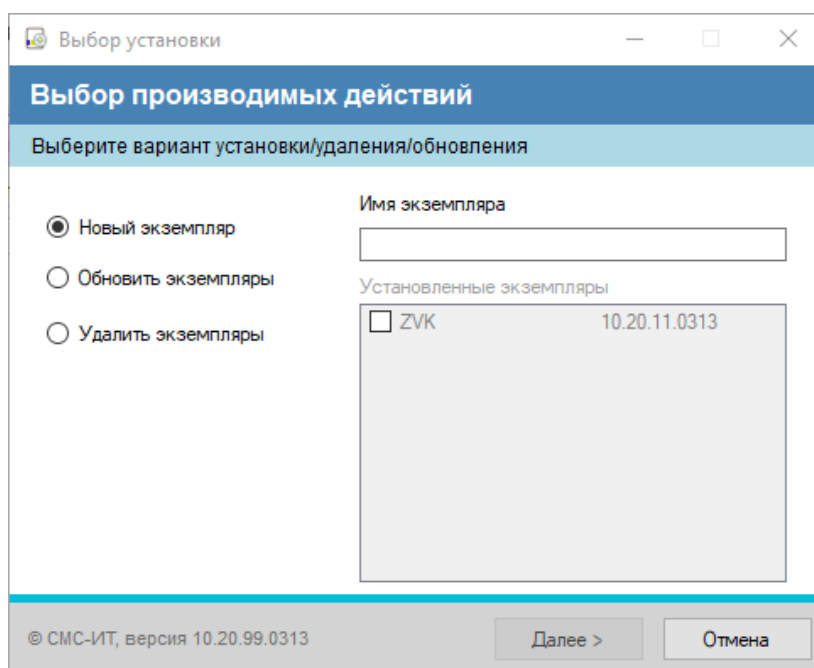 Выбор установки
Выбор производимых действий
Выберите вариант установки/удаления/обновления
Новый экземпляр
Обновить экземпляры
Удалить экземпляры
Имя экземпляра
Установленные экземпляры
ZVK 10.20.11.0313
© СМС-ИТ, версия 10.20.99.0313
Далее >
Отмена